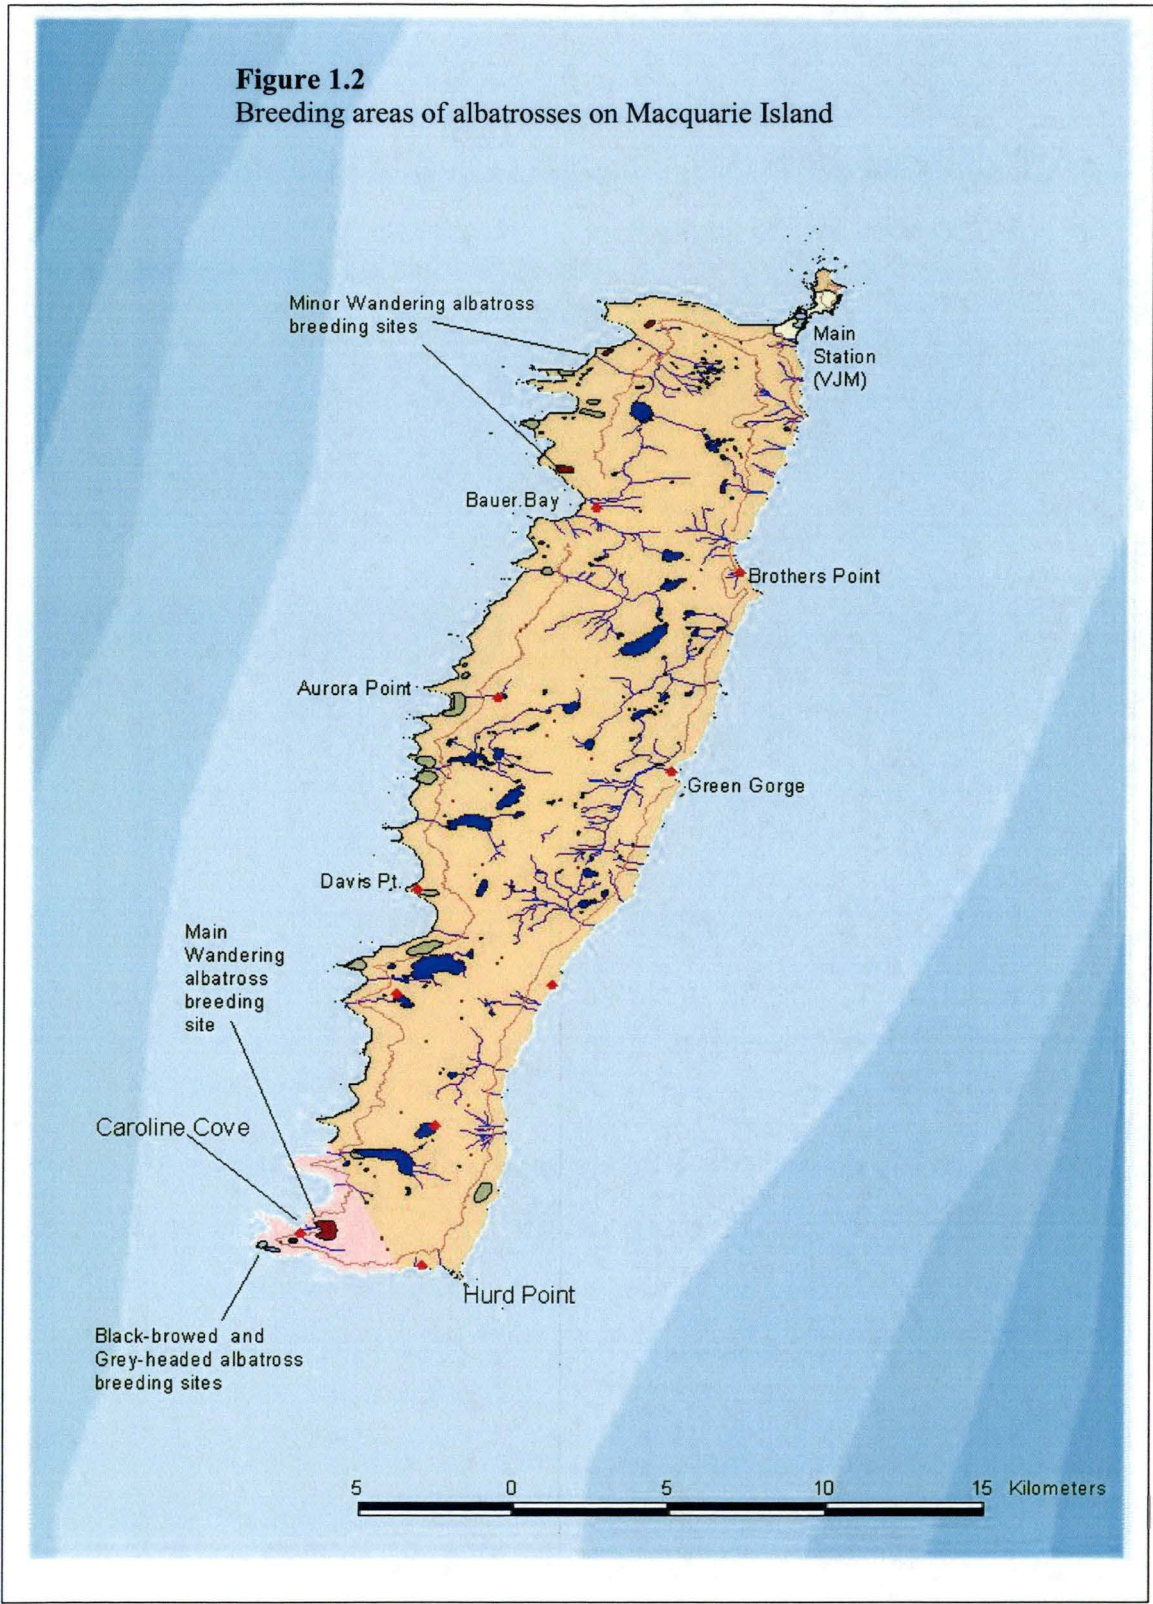 Figure 1.2
Breeding areas of albatrosses on Macquarie Island
Minor Wandering albatross
breeding sites
Main
Station
(VJM)
Bauer Bay
Brothers Point
Aurora Point
Green Gorge
Davis Pt.
Main
Wandering
albatross
breeding
site
Caroline Cove
Hurd Point
Black-browed and
Grey-headed albatross
breeding sites
5 0 5 10 15 Kilometers